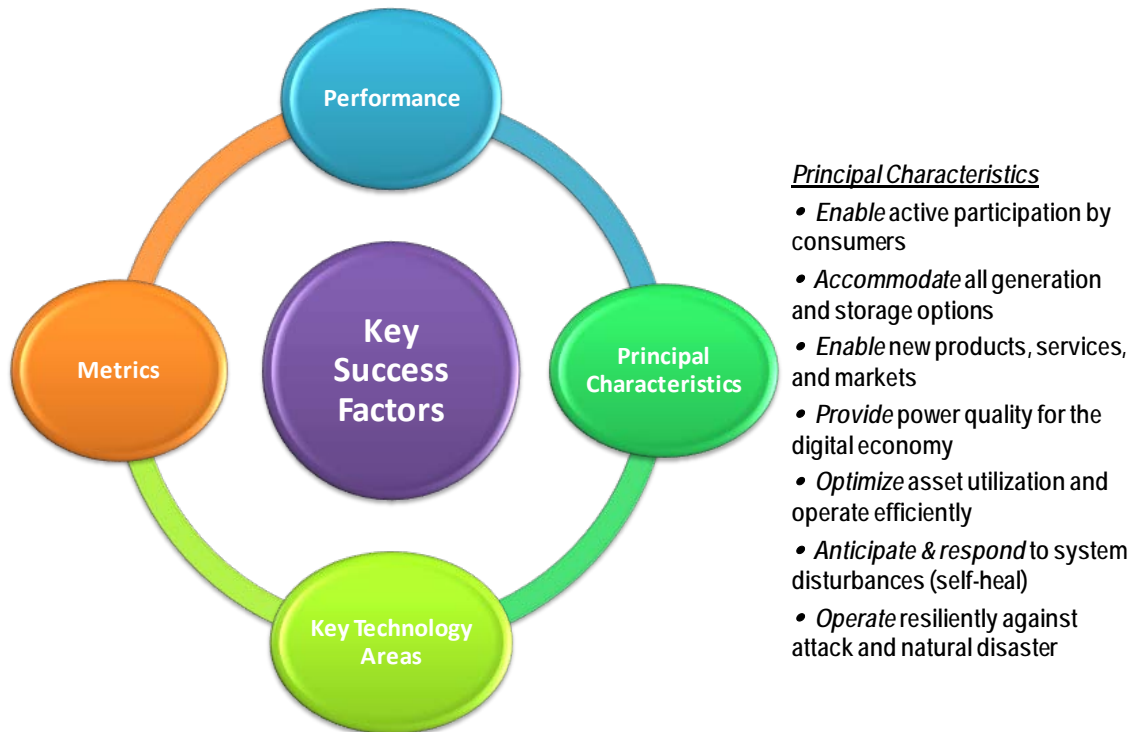 Performance
Metrics
Key
Success
Factors
Principal
Characteristics
Key Technology
Areas
Principal Characteristics
• Enable active participation by
consumers
• Accommodate all generation
and storage options
• Enable new products, services,
and markets
• Provide power quality for the
digital economy
• Optimize asset utilization and
operate efficiently
• Anticipate & respond to system
disturbances (self-heal)
• Operate resiliently against
attack and natural disaster